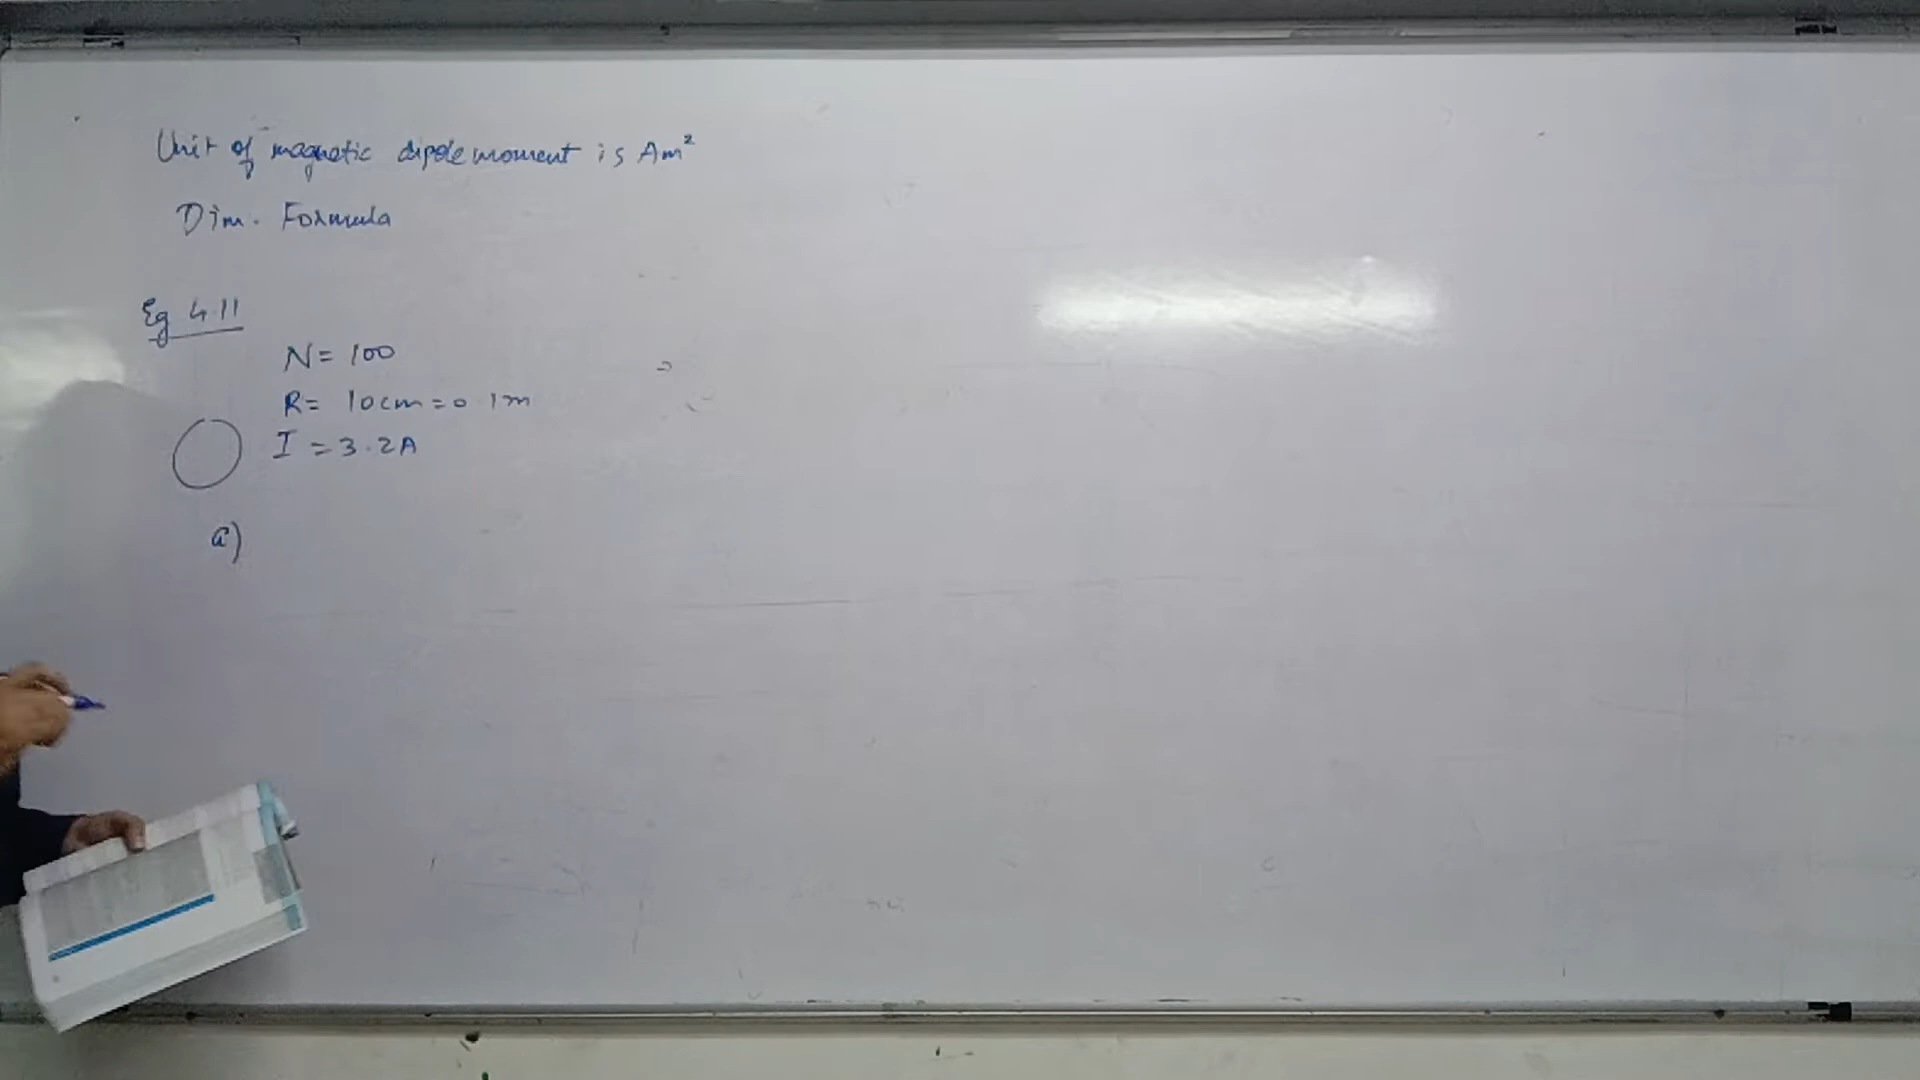 Unit of magnetic dipole moment is Am²
Dim. Formula
Eg 4.11
N = 100
R = 10cm = 0.1m
I = 3.2A
a)